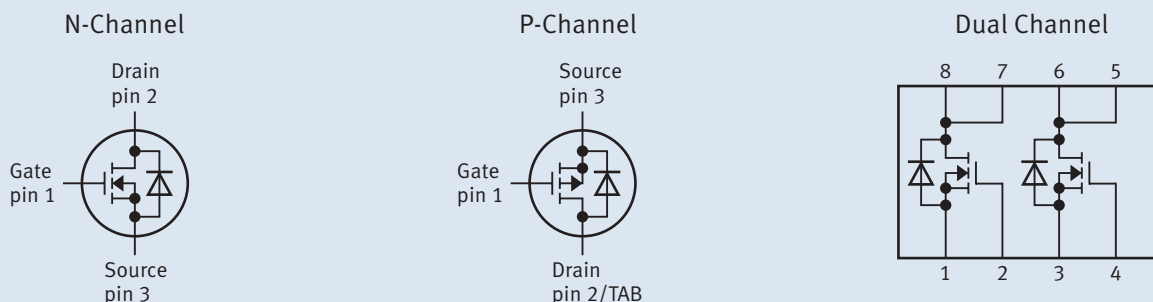 N-Channel
Drain
pin 2
Gate
pin 1
Source
pin 3
P-Channel
Source
pin 3
Gate
pin 1
Drain
pin 2/TAB
Dual Channel
8 7 6 5
1 2 3 4